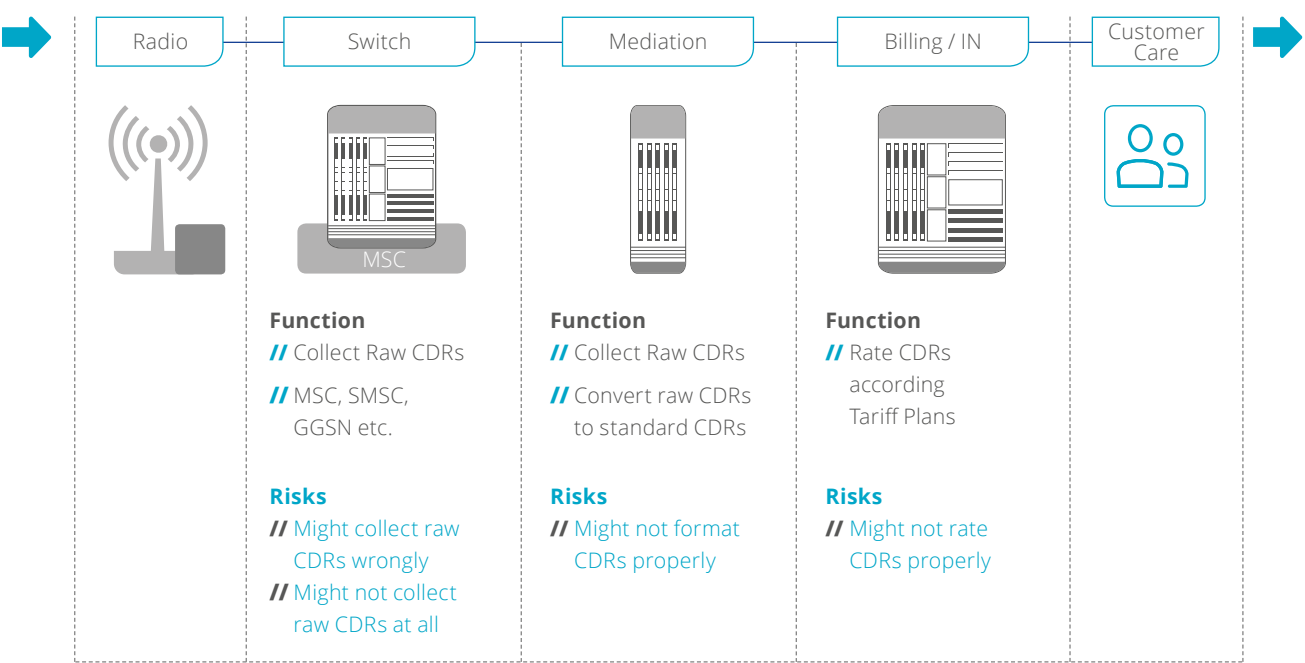 Radio
Switch
Mediation
Billing / IN
Customer
Care
MSC
Function
// Collect Raw CDRs
// MSC, SMSC,
GGSN etc.
Risks
// Might collect raw
CDRs wrongly
// Might not collect
raw CDRs at all
Function
// Collect Raw CDRs
// Convert raw CDRs
to standard CDRs
Risks
// Might not format
CDRs properly
Function
// Rate CDRs
according
Tariff Plans
Risks
// Might not rate
CDRs properly